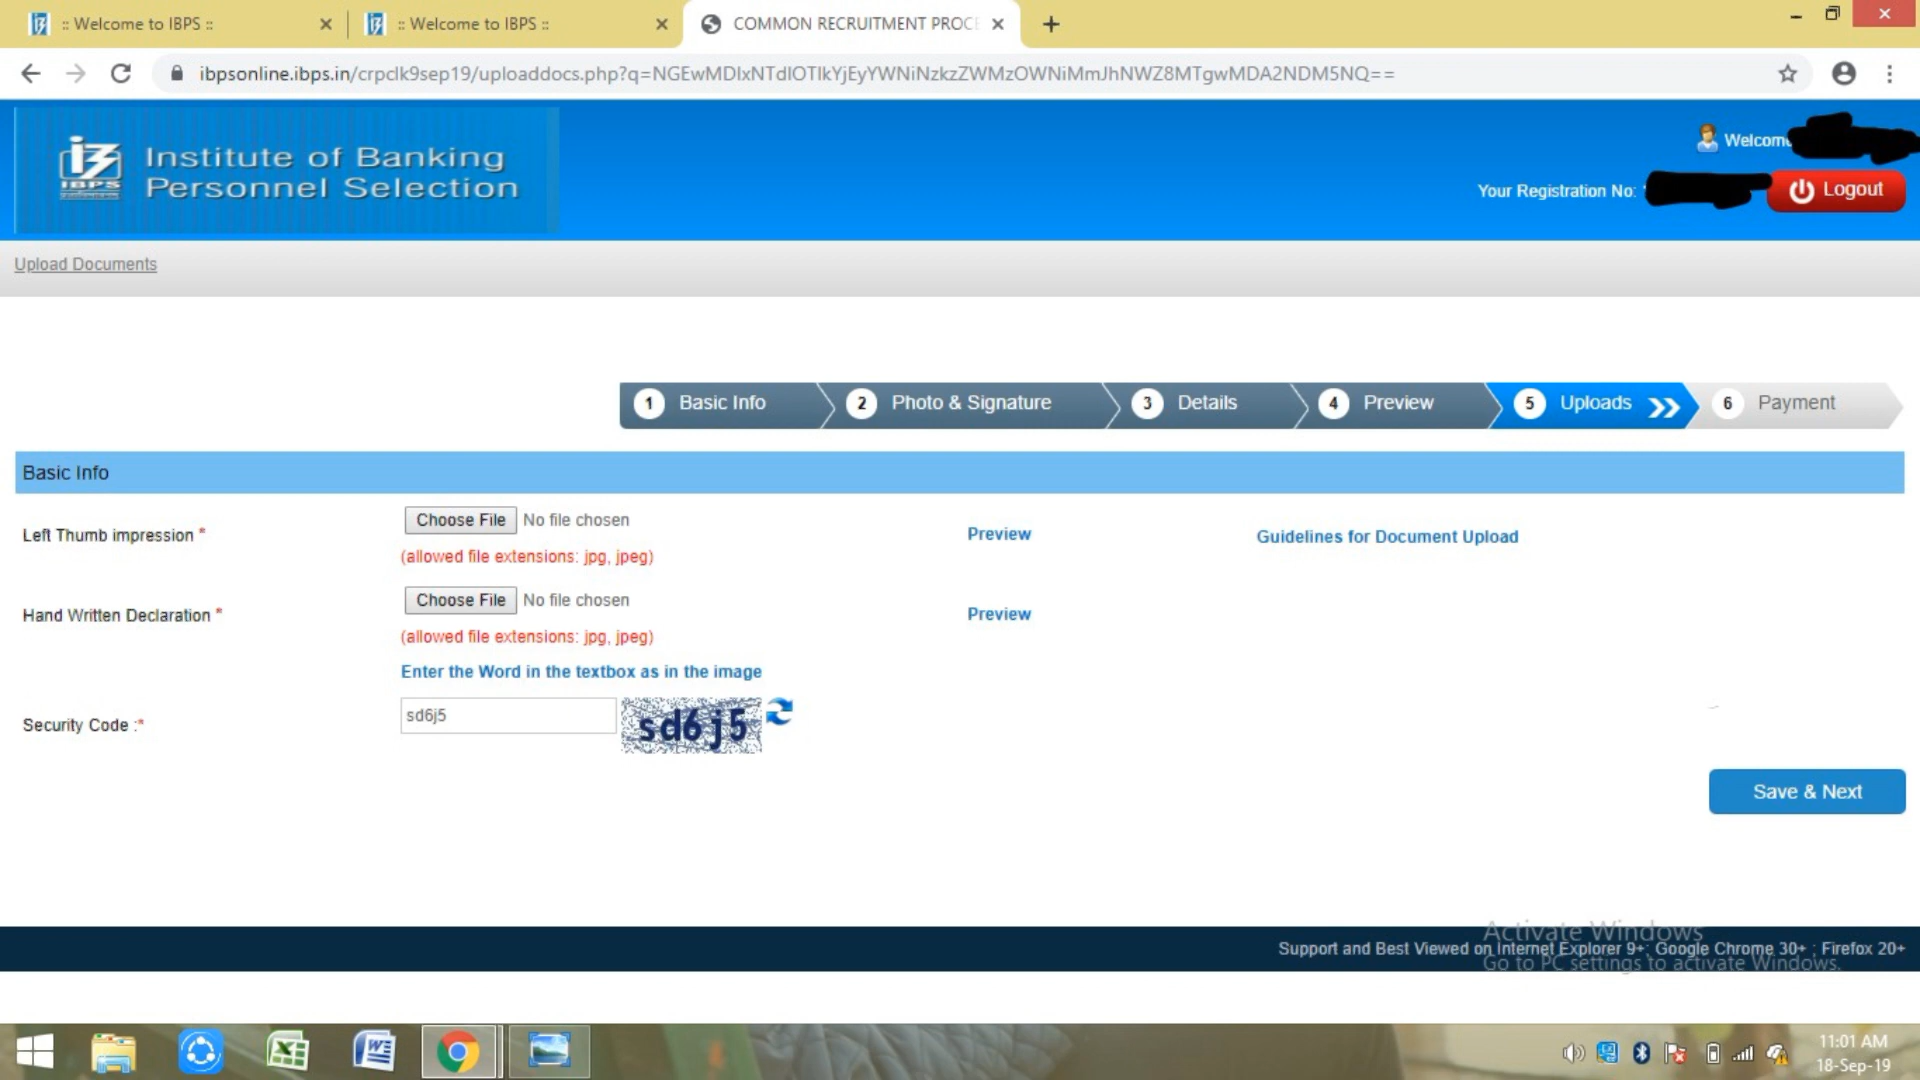 :: Welcome to IBPS ::
:: Welcome to IBPS ::
COMMON RECRUITMENT PROCE
ibpsonline.ibps.in/crpclk9sep19/uploaddocs.php?q=NGEwMDIxNTdlOTlkYjEyYWNiNzkzZWMzOWNiMmJhNWZ8MTgwMDA2NDM5NQ==
IBPS
Institute of Banking
Personnel Selection
Welcome
Your Registration No:
Logout
Upload Documents
1 Basic Info
2 Photo & Signature
3 Details
4 Preview
5 Uploads
6 Payment
Basic Info
Left Thumb impression *
Choose File No file chosen
(allowed file extensions: jpg, jpeg)
Preview
Guidelines for Document Upload
Hand Written Declaration *
Choose File No file chosen
(allowed file extensions: jpg, jpeg)
Preview
Enter the Word in the textbox as in the image
Security Code :*
sd6j5
sd6j5
Save & Next
Activate Windows
Go to PC settings to activate Windows.
Support and Best Viewed on Internet Explorer 9+; Google Chrome 30+ ; Firefox 20+
11:01 AM
18-Sep-19